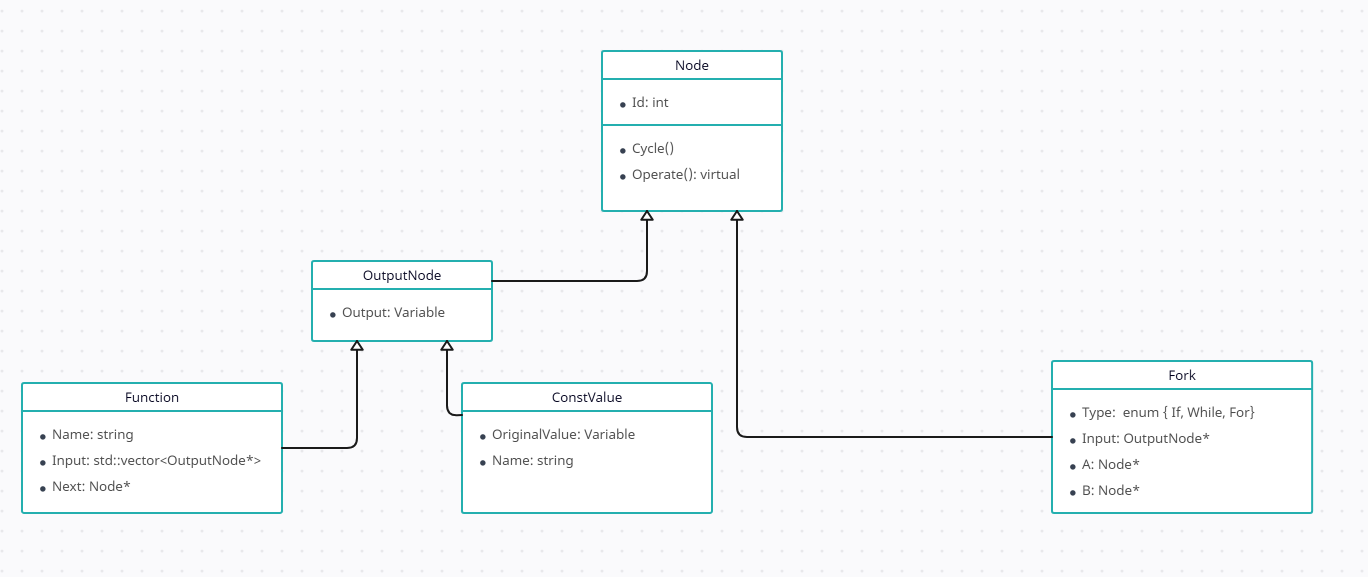 Node
Id: int
Cycle()
Operate(): virtual
OutputNode
Output: Variable
Function
Name: string
Input: std::vector<OutputNode*>
Next: Node*
ConstValue
OriginalValue: Variable
Name: string
Fork
Type:  enum { If, While, For}
Input: OutputNode*
A: Node*
B: Node*